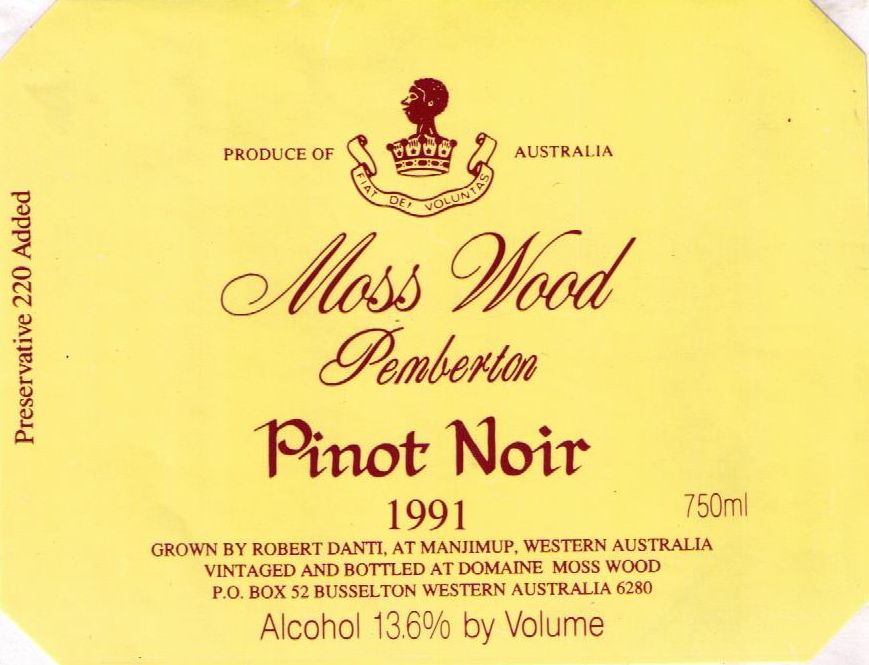 PRODUCE OF AUSTRALIA
FIAT DEI VOLUNTAS
Moss Wood
Pemberton
Pinot Noir
1991
750ml
GROWN BY ROBERT DANTI, AT MANJIMUP, WESTERN AUSTRALIA
VINTAGED AND BOTTLED AT DOMAINE MOSS WOOD
P.O. BOX 52 BUSSELTON WESTERN AUSTRALIA 6280
Alcohol 13.6% by Volume
Preservative 220 Added